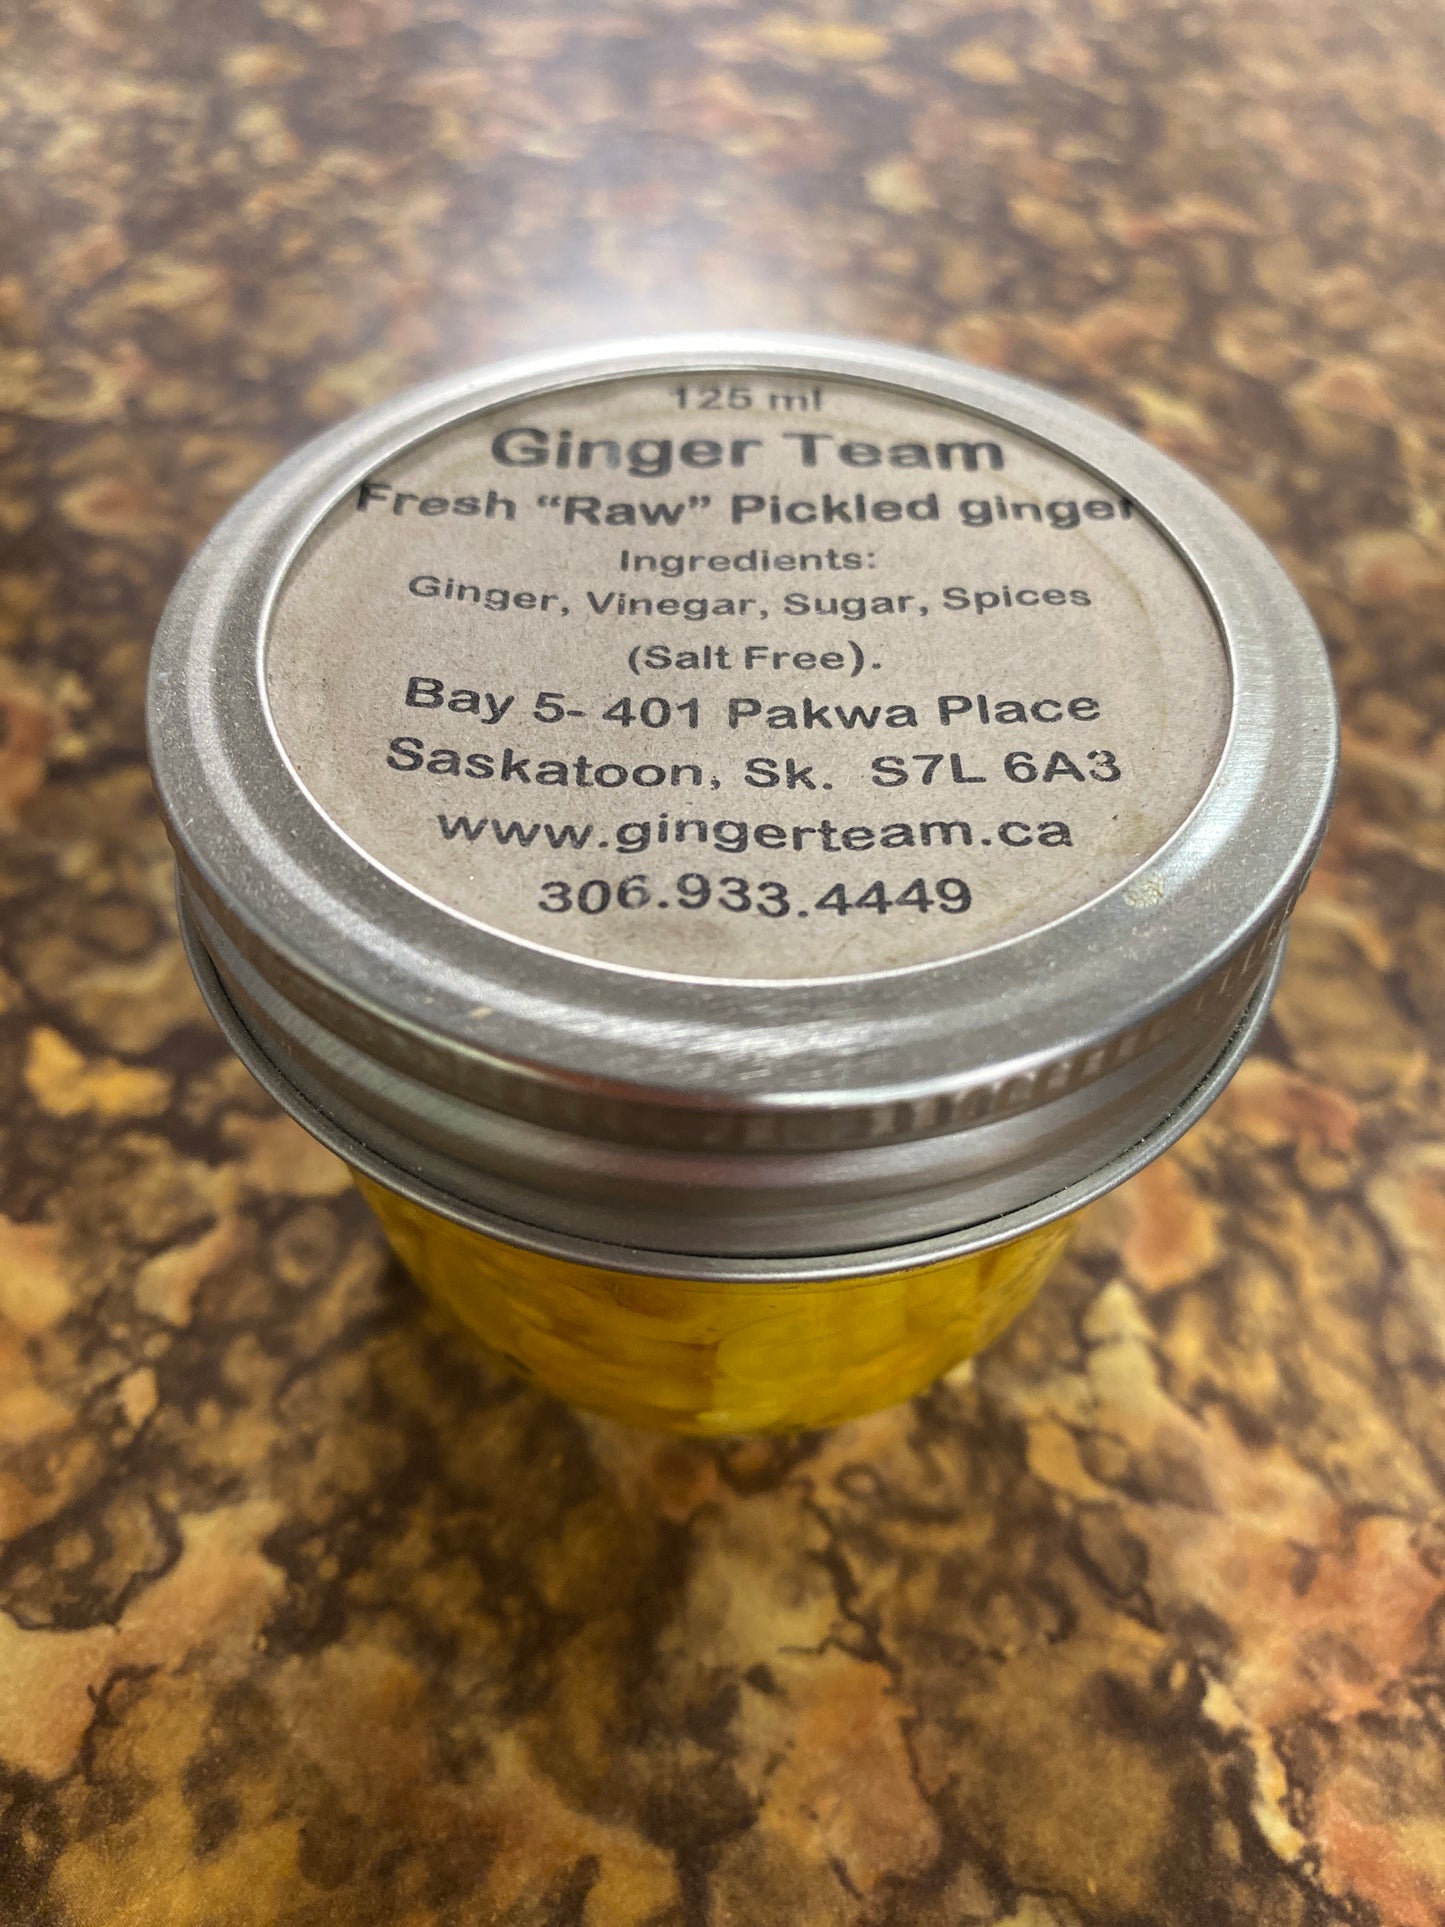 125 ml
Ginger Team
Fresh “Raw” Pickled ginger
Ingredients:
Ginger, Vinegar, Sugar, Spices
(Salt Free).
Bay 5- 401 Pakwa Place
Saskatoon, Sk. S7L 6A3
www.gingerteam.ca
306.933.4449